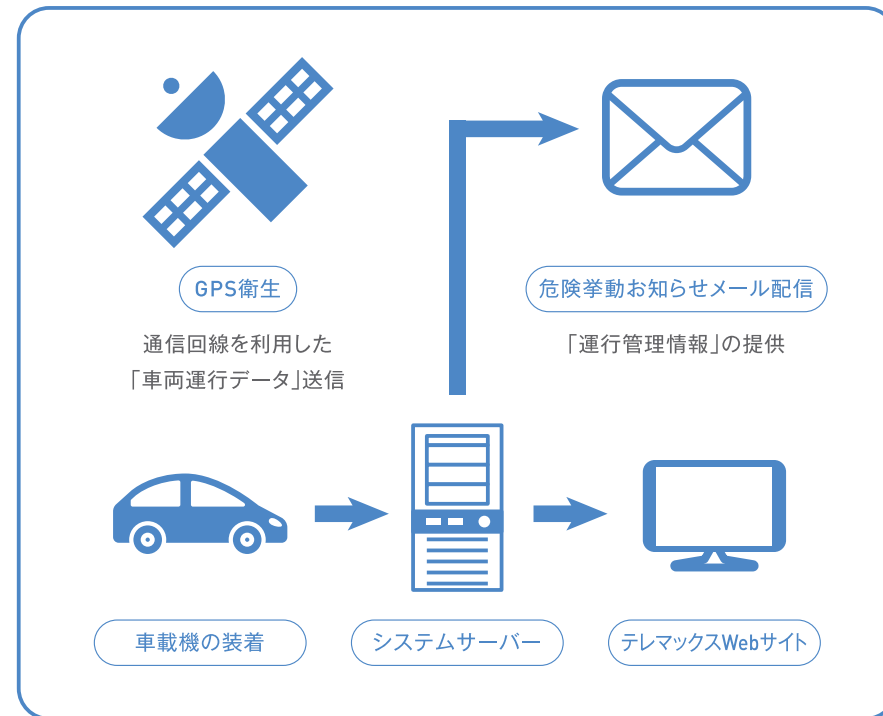 GPS衛生
通信回線を利用した
「車両運行データ」送信
危険挙動お知らせメール配信
「運行管理情報」の提供
車載機の装着
システムサーバー
テレマックスWebサイト